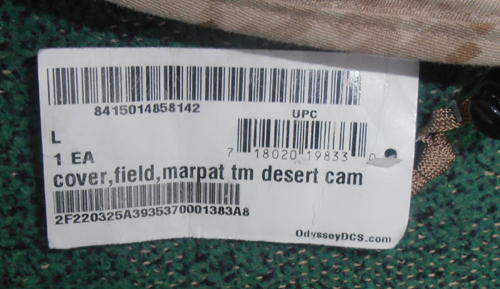 8415014858142
UPC
L
1 EA
7 18020 19833 0
cover,field,marpat tm desert cam
2F220325A3935370001383A8
OdysseyDCS.com